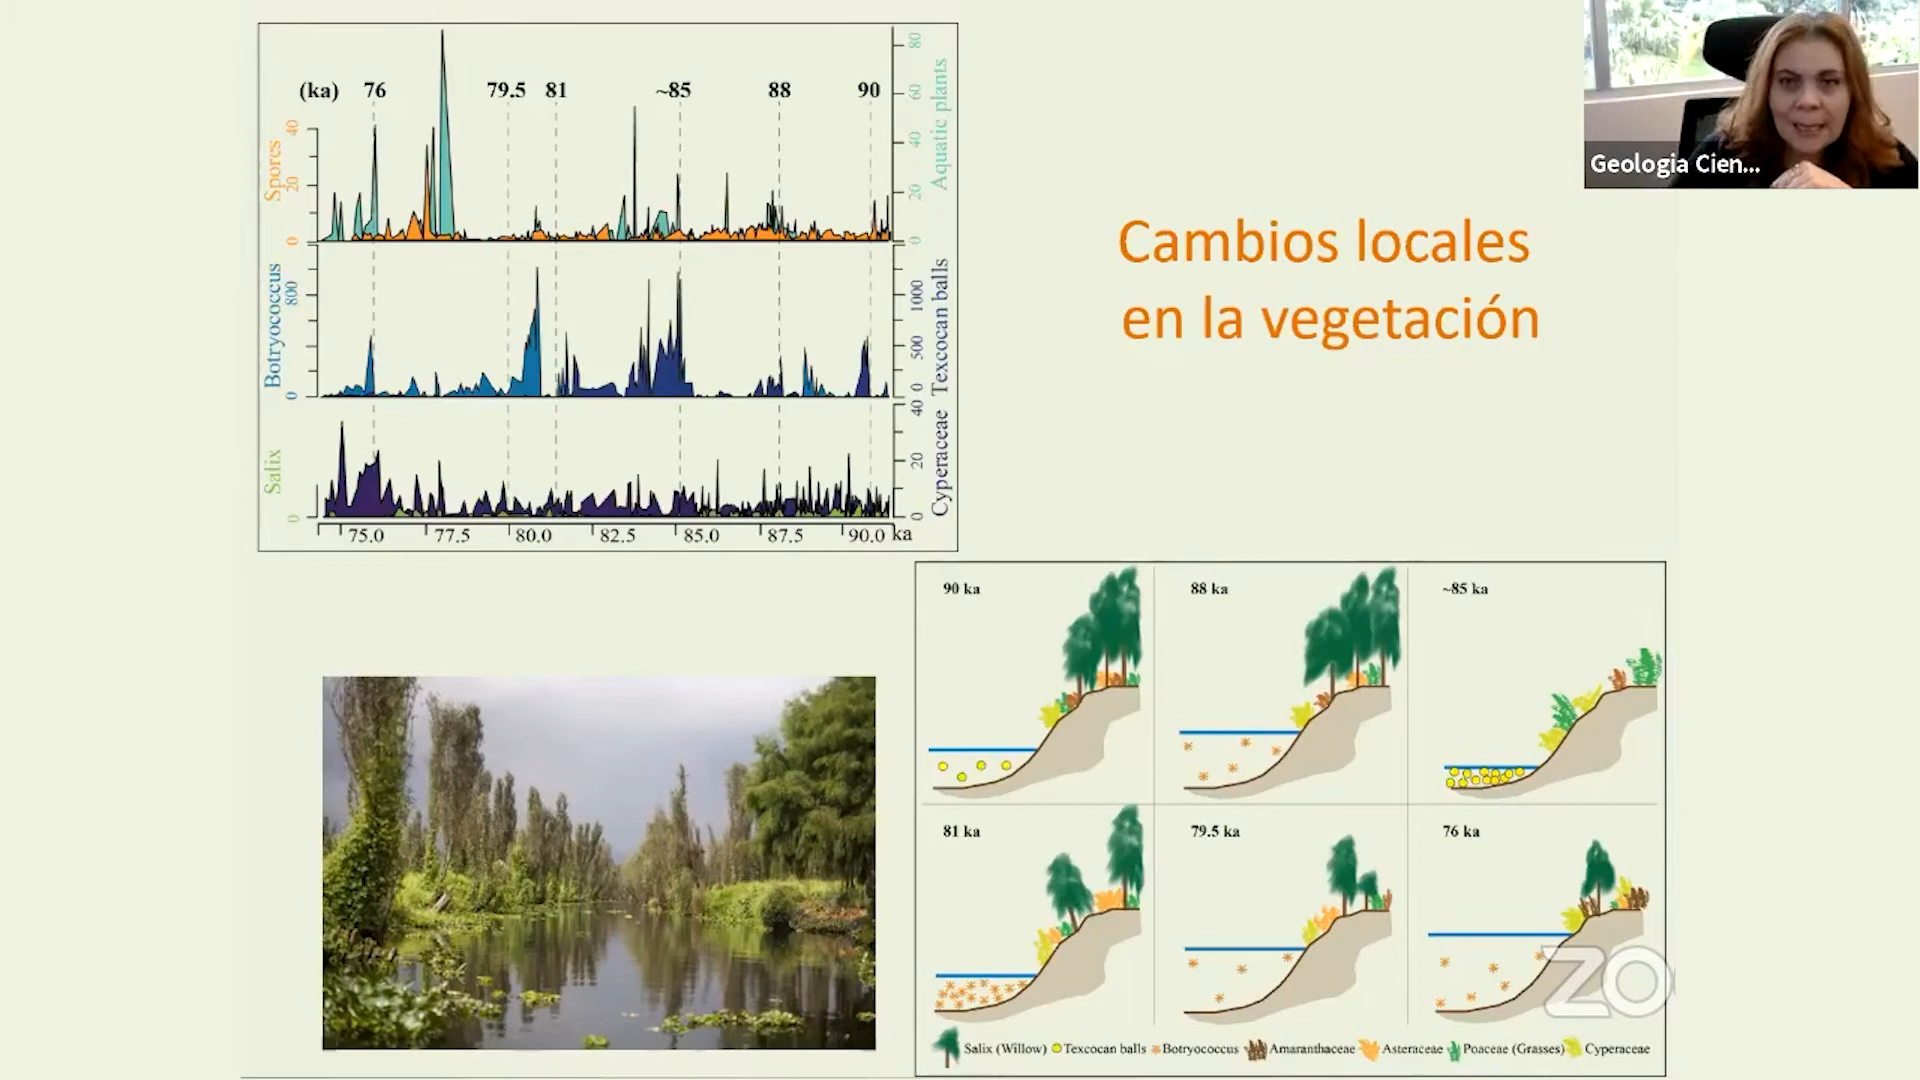 (ka) 76 79.5 81 ~85 88 90
Spores
0 20 40
Aquatic plants
0 20 40 60 80
Botryococcus
0 800
Texcocan balls
0 500 1000
Salix
0
Cyperaceae
0 20 40
75.0 77.5 80.0 82.5 85.0 87.5 90.0 ka
Geologia Cien...
Cambios locales
en la vegetación
90 ka
88 ka
~85 ka
81 ka
79.5 ka
76 ka
Salix (Willow) Texcocan balls Botryococcus Amaranthaceae Asteraceae Poaceae (Grasses) Cyperaceae
ZO